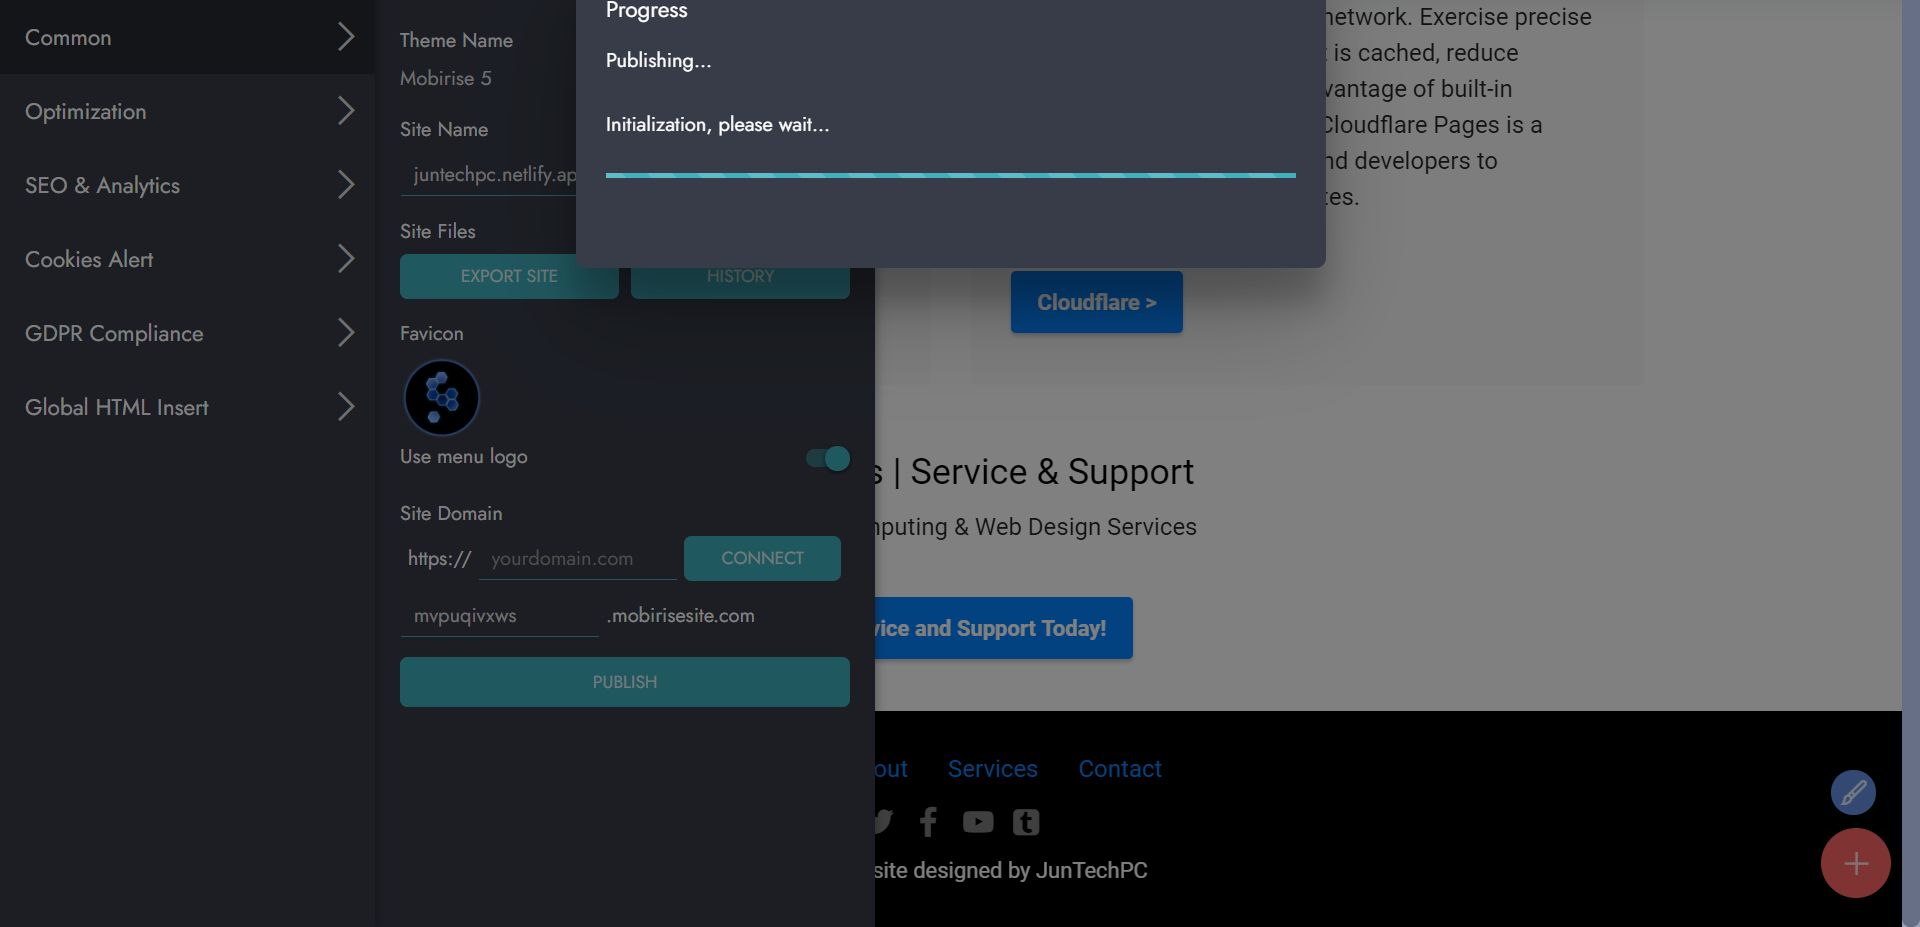 Common
Optimization
SEO & Analytics
Cookies Alert
GDPR Compliance
Global HTML Insert
Theme Name
Mobirise 5
Site Name
juntechpc.netlify.ap
Site Files
EXPORT SITE
HISTORY
Favicon
Use menu logo
Site Domain
https://
yourdomain.com
CONNECT
mvpuqivxws
.mobirisesite.com
PUBLISH
Progress
Publishing...
Initialization, please wait...
network. Exercise precise
is cached, reduce
vantage of built-in
Cloudflare Pages is a
nd developers to
tes.
Cloudflare >
s | Service & Support
nputing & Web Design Services
vice and Support Today!
out
Services
Contact
site designed by JunTechPC